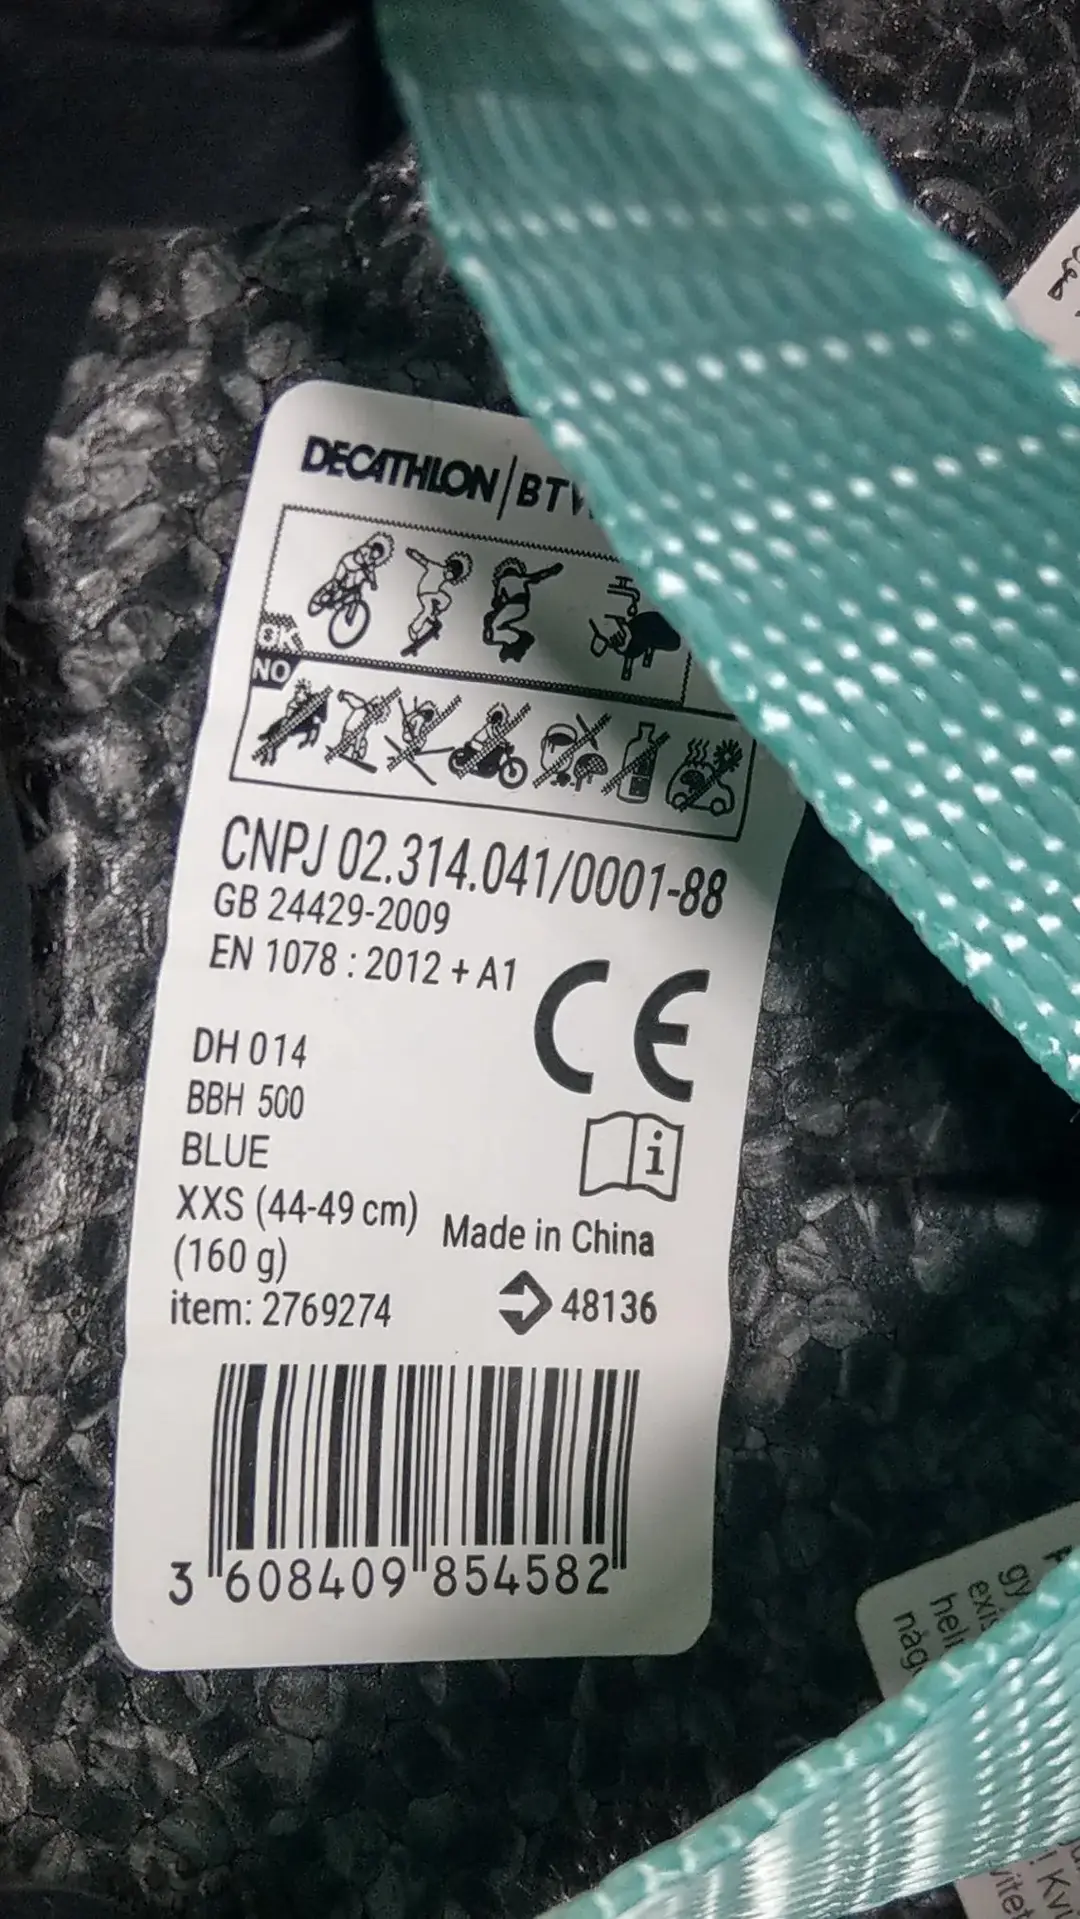 DECATHLON | BTW
OK
NO
CNPJ 02.314.041/0001-88
GB 24429-2009
EN 1078 : 2012 + A1
CE
DH 014
BBH 500
BLUE
XXS (44-49 cm)
(160 g)
item: 2769274
i
Made in China
48136
3 608409 854582